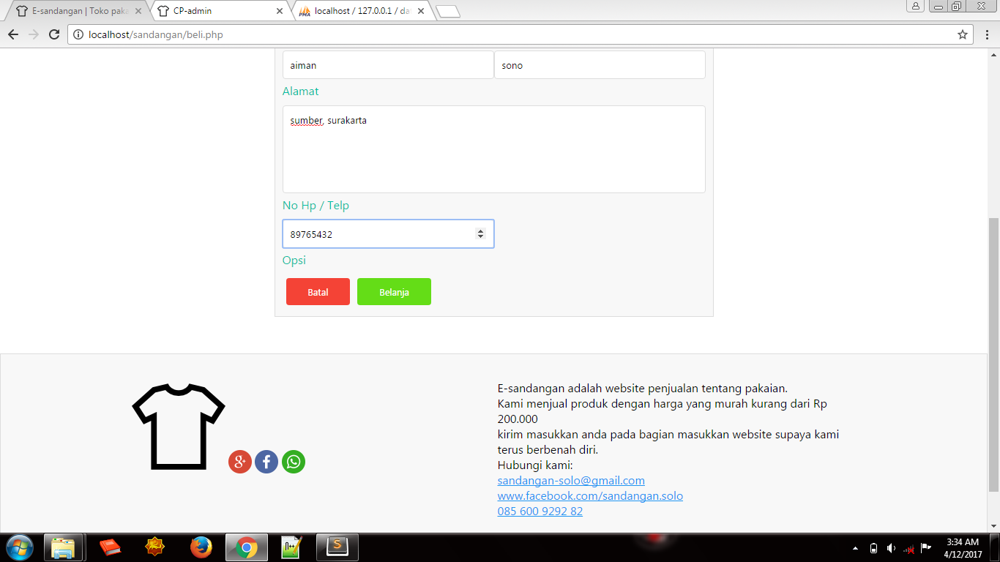 E-sandangan | Toko paka
CP-admin
localhost / 127.0.0.1 / da
localhost/sandangan/beli.php
aiman
sono
Alamat
sumber, surakarta
No Hp / Telp
89765432
Opsi
Batal
Belanja
E-sandangan adalah website penjualan tentang pakaian.
Kami menjual produk dengan harga yang murah kurang dari Rp
200.000
kirim masukkan anda pada bagian masukkan website supaya kami
terus berbenah diri.
Hubungi kami:
sandangan-solo@gmail.com
www.facebook.com/sandangan.solo
085 600 9292 82
3:34 AM
4/12/2017